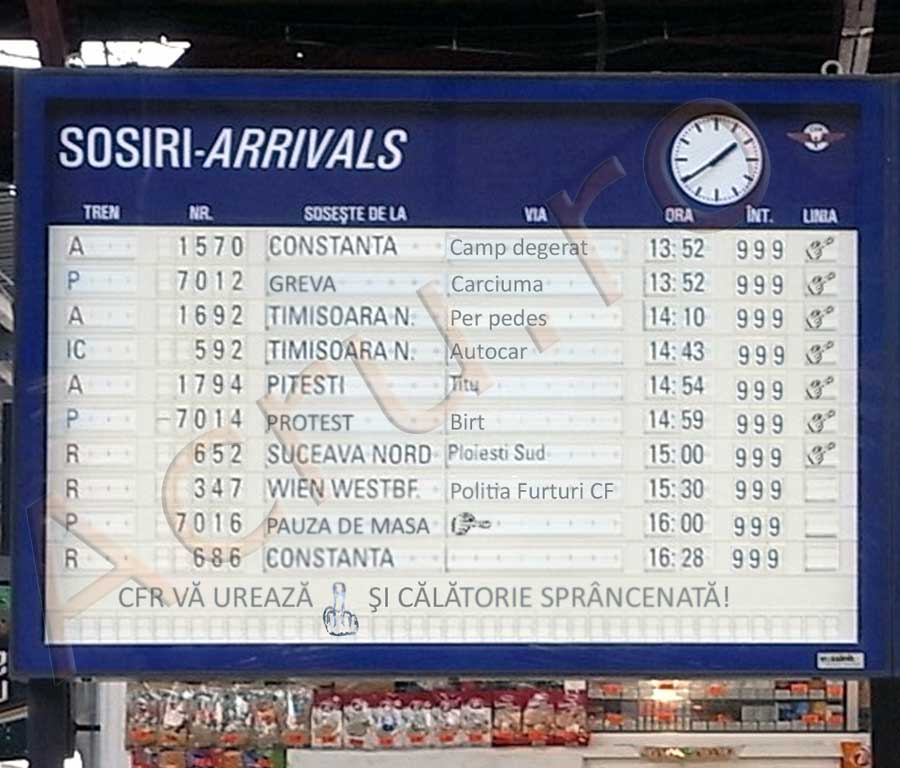 SOSIRI-ARRIVALS
TREN NR. SOSEŞTE DE LA VIA ORA ÎNT. LINIA
A 1570 CONSTANTA Camp degerat 13:52 999
P 7012 GREVA Carciuma 13:52 999
A 1692 TIMISOARA N. Per pedes 14:10 999
IC 592 TIMISOARA N. Autocar 14:43 999
A 1794 PITESTI Titu 14:54 999
P -7014 PROTEST Birt 14:59 999
R 652 SUCEAVA NORD Ploiesti Sud 15:00 999
R 347 WIEN WESTBF. Politia Furturi CF 15:30 999
P 7016 PAUZA DE MASA 16:00 999
R 686 CONSTANTA 16:28 999
CFR VĂ UREAZĂ ŞI CĂLĂTORIE SPRÂNCENATĂ!
Acru.ro